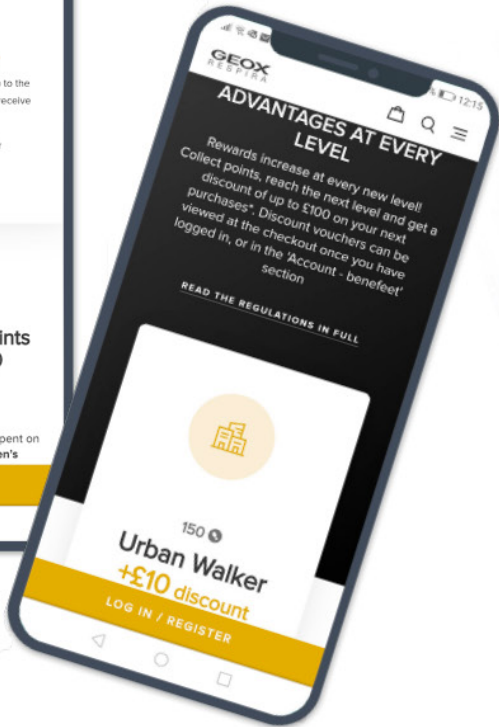 to the
receive
ints
pent on
en's
12:15
GEOX
RESPIRA
ADVANTAGES AT EVERY
LEVEL
Rewards increase at every new level!
Collect points, reach the next level and get a
discount of up to £100 on your next
purchases*. Discount vouchers can be
viewed at the checkout once you have
logged in, or in the 'Account - benefeet'
section
READ THE REGULATIONS IN FULL
150
Urban Walker
+£10 discount
LOG IN / REGISTER